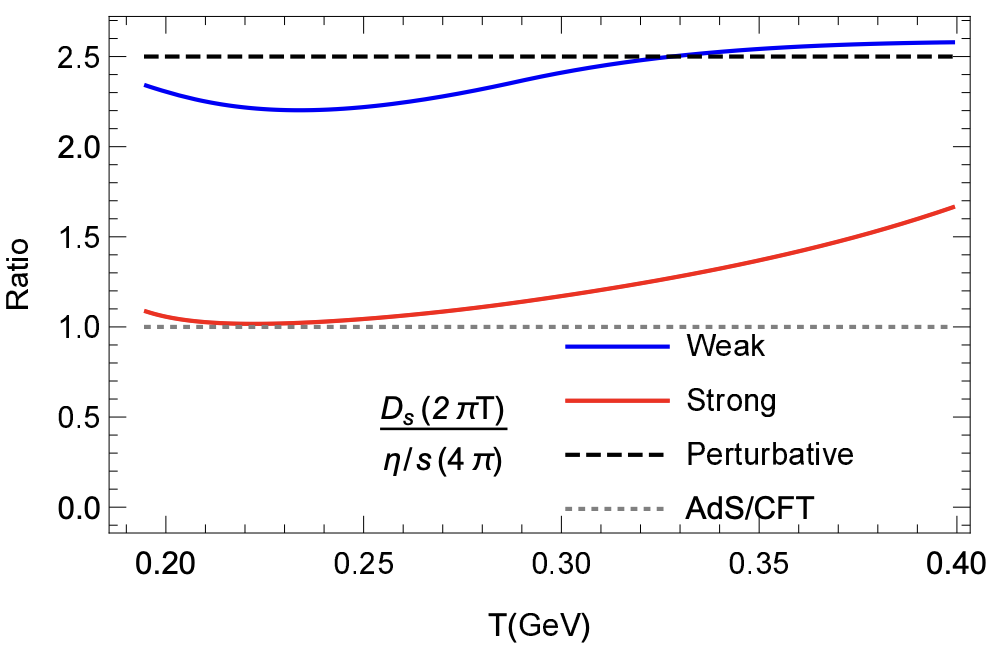 2.5
2.0
1.5
1.0
0.5
0.0
Ratio
Weak
Strong
Perturbative
AdS/CFT
D_s (2 πT)
η/s (4 π)
0.20 0.25 0.30 0.35 0.40
T(GeV)